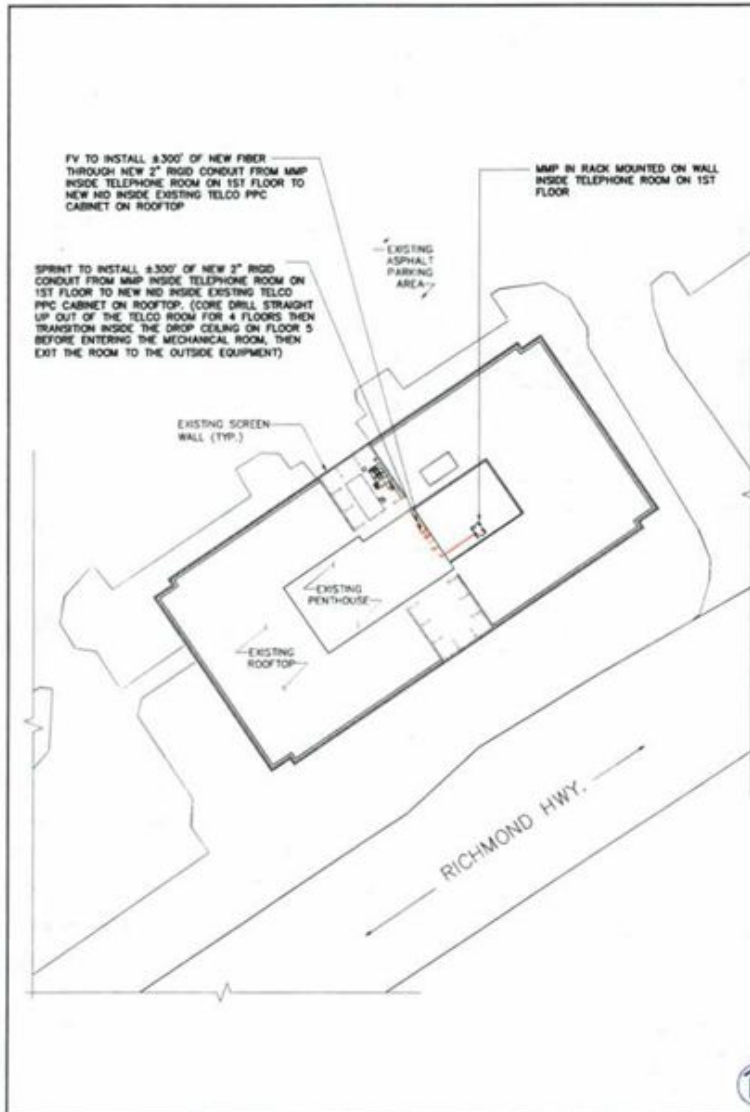 FV TO INSTALL ±300' OF NEW FIBER
THROUGH NEW 2" RIGID CONDUIT FROM MMP
INSIDE TELEPHONE ROOM ON 1ST FLOOR TO
NEW NID INSIDE EXISTING TELCO PPC
CABINET ON ROOFTOP
MMP IN RACK MOUNTED ON WALL
INSIDE TELEPHONE ROOM ON 1ST
FLOOR
EXISTING
ASPHALT
PARKING
AREA
SPRINT TO INSTALL ±300' OF NEW 2" RIGID
CONDUIT FROM MMP INSIDE TELEPHONE ROOM ON
1ST FLOOR TO NEW NID INSIDE EXISTING TELCO
PPC CABINET ON ROOFTOP. (CORE DRILL STRAIGHT
UP OUT OF THE TELCO ROOM FOR 4 FLOORS THEN
TRANSITION INSIDE THE DROP CEILING ON FLOOR 5
BEFORE ENTERING THE MECHANICAL ROOM, THEN
EXIT THE ROOM TO THE OUTSIDE EQUIPMENT)
EXISTING SCREEN
WALL (TYP.)
EXISTING
PENTHOUSE
EXISTING
ROOFTOP
RICHMOND HWY.